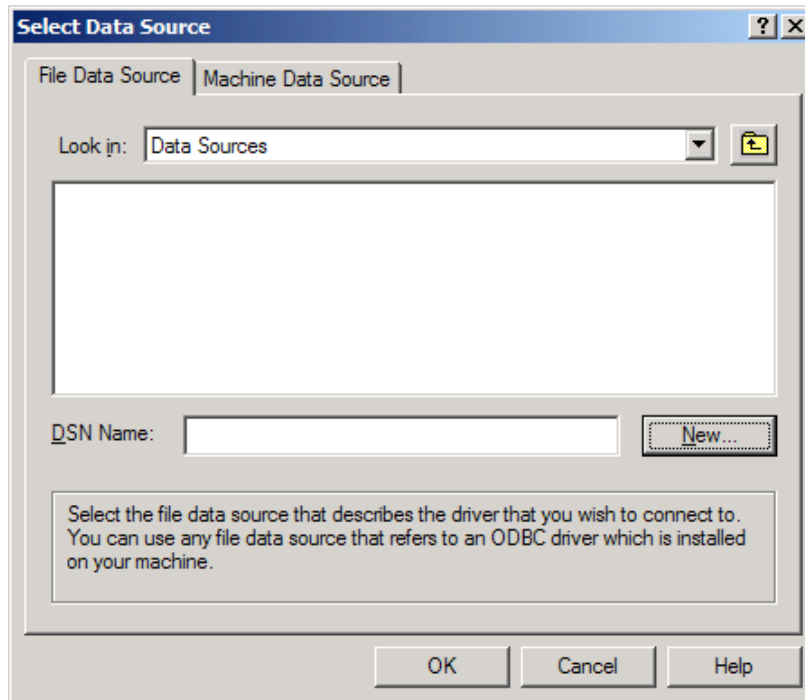 Select Data Source
File Data Source
Machine Data Source
Look in:
Data Sources
DSN Name:
New...
Select the file data source that describes the driver that you wish to connect to.
You can use any file data source that refers to an ODBC driver which is installed
on your machine.
OK
Cancel
Help